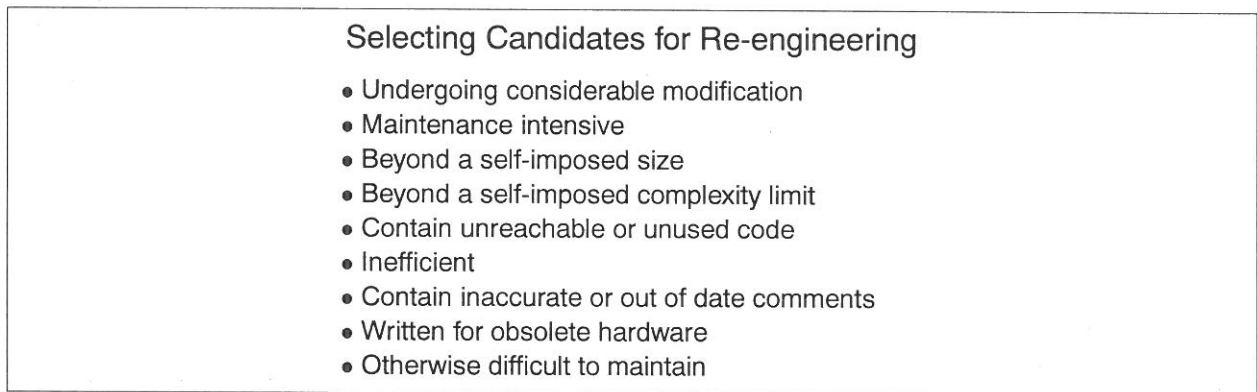 Selecting Candidates for Re-engineering
• Undergoing considerable modification
• Maintenance intensive
• Beyond a self-imposed size
• Beyond a self-imposed complexity limit
• Contain unreachable or unused code
• Inefficient
• Contain inaccurate or out of date comments
• Written for obsolete hardware
• Otherwise difficult to maintain